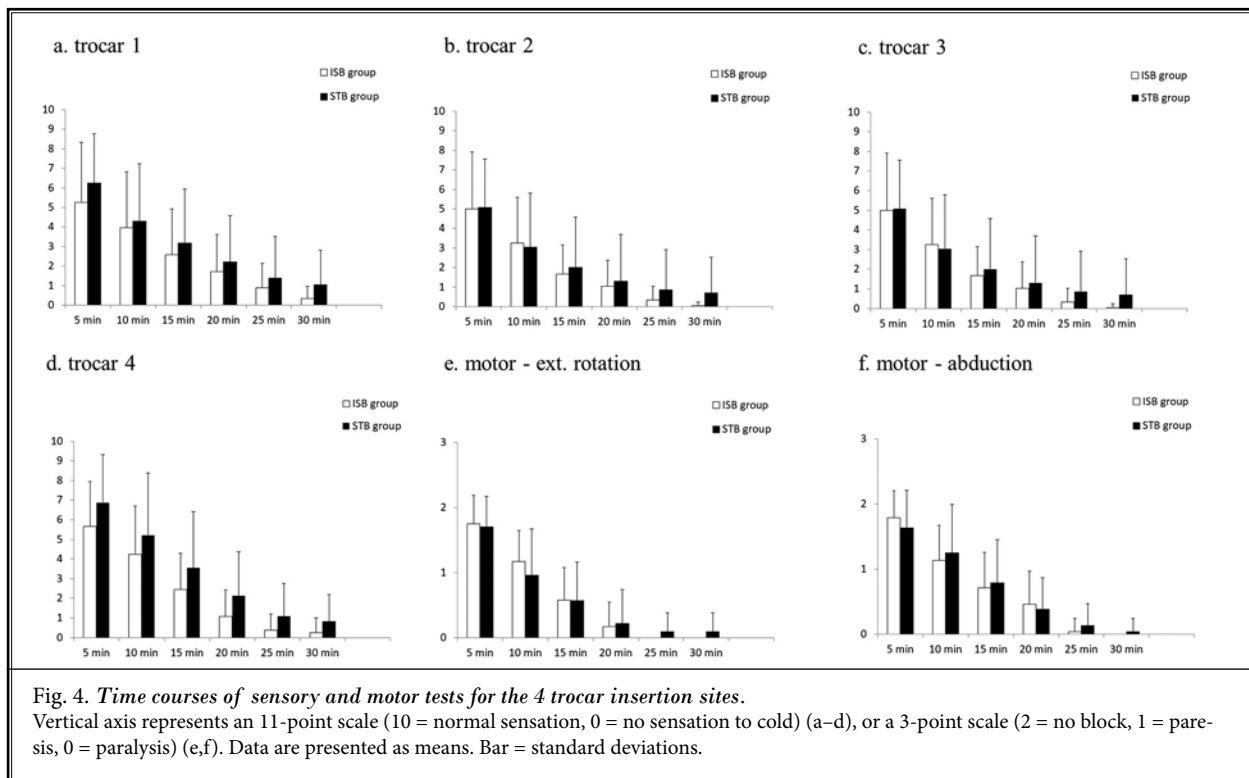 a. trocar 1
ISB group
STB group
10
9
8
7
6
5
4
3
2
1
0
5 min 10 min 15 min 20 min 25 min 30 min
b. trocar 2
ISB group
STB group
10
9
8
7
6
5
4
3
2
1
0
5 min 10 min 15 min 20 min 25 min 30 min
c. trocar 3
ISB group
STB group
10
9
8
7
6
5
4
3
2
1
0
5 min 10 min 15 min 20 min 25 min 30 min
d. trocar 4
ISB group
STB group
10
9
8
7
6
5
4
3
2
1
0
5 min 10 min 15 min 20 min 25 min 30 min
e. motor - ext. rotation
ISB group
STB group
3
2
1
0
5 min 10 min 15 min 20 min 25 min 30 min
f. motor - abduction
ISB group
STB group
3
2
1
0
5 min 10 min 15 min 20 min 25 min 30 min
Fig. 4. Time courses of sensory and motor tests for the 4 trocar insertion sites.
Vertical axis represents an 11-point scale (10 = normal sensation, 0 = no sensation to cold) (a–d), or a 3-point scale (2 = no block, 1 = pare-
sis, 0 = paralysis) (e,f). Data are presented as means. Bar = standard deviations.